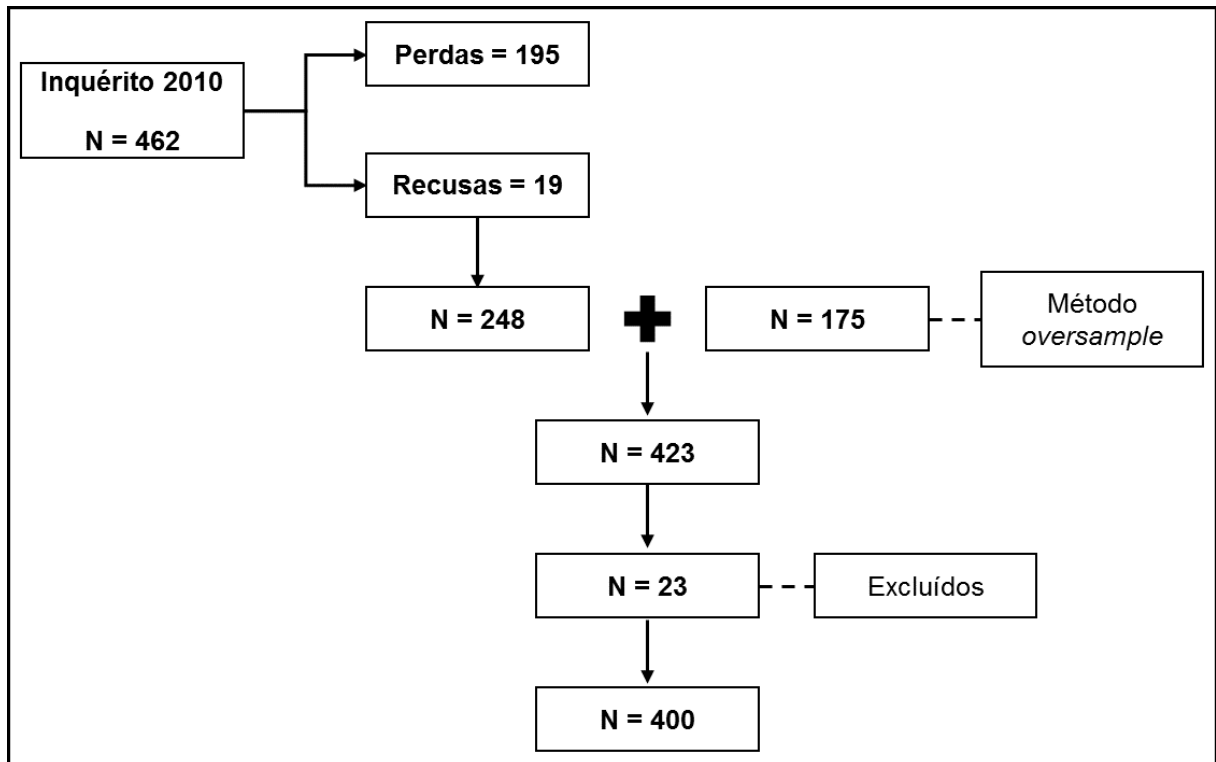 Perdas = 195
Inquérito 2010
N = 462
Recusas = 19
N = 248
N = 175
Método
oversample
N = 423
N = 23
Excluídos
N = 400